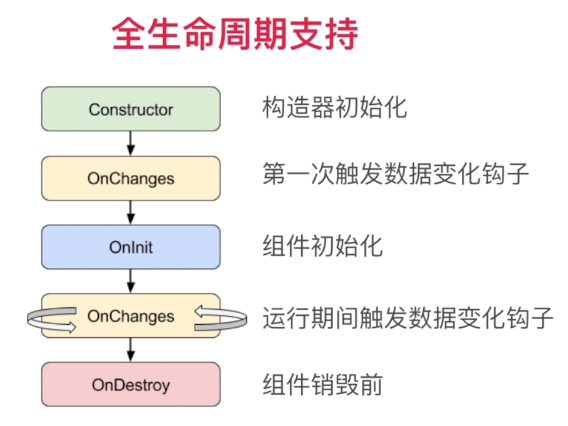 全生命周期支持
Constructor 构造器初始化
OnChanges 第一次触发数据变化钩子
OnInit 组件初始化
OnChanges 运行期间触发数据变化钩子
OnDestroy 组件销毁前